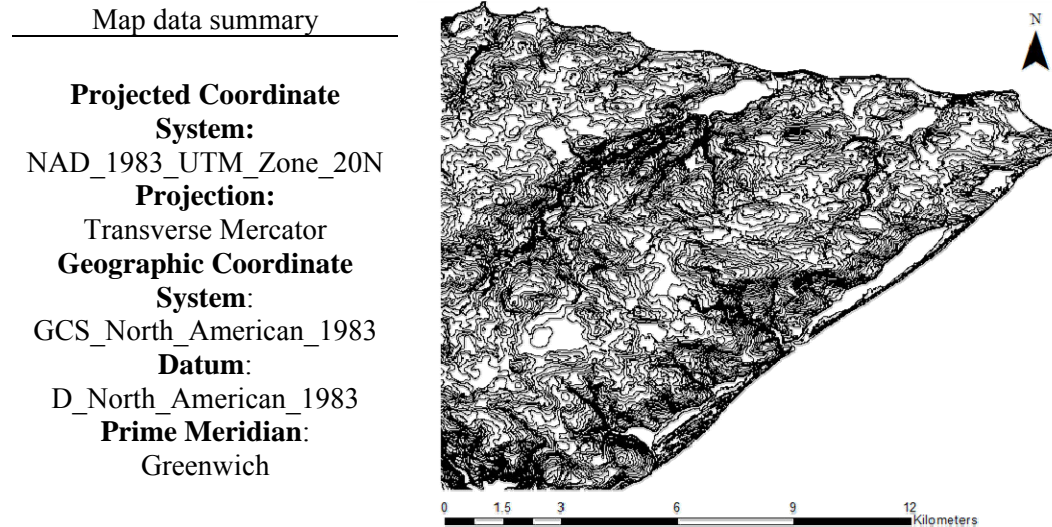 Map data summary
Projected Coordinate
System:
NAD_1983_UTM_Zone_20N
Projection:
Transverse Mercator
Geographic Coordinate
System:
GCS_North_American_1983
Datum:
D_North_American_1983
Prime Meridian:
Greenwich
N
0 1.5 3 6 9 12
Kilometers